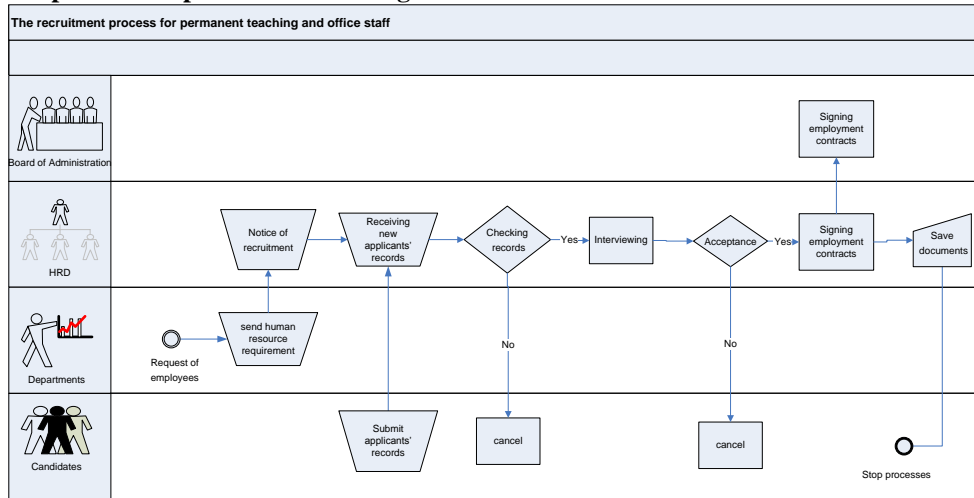 The recruitment process for permanent teaching and office staff
Board of Administration
Signing
employment
contracts
HRD
Notice of
recruitment
Receiving
new
applicants'
records
Checking
records
Yes
Interviewing
Acceptance
Yes
Signing
employment
contracts
Save
documents
Departments
Request of
employees
send human
resource
requirement
No
No
Candidates
Submit
applicants'
records
cancel
cancel
Stop processes